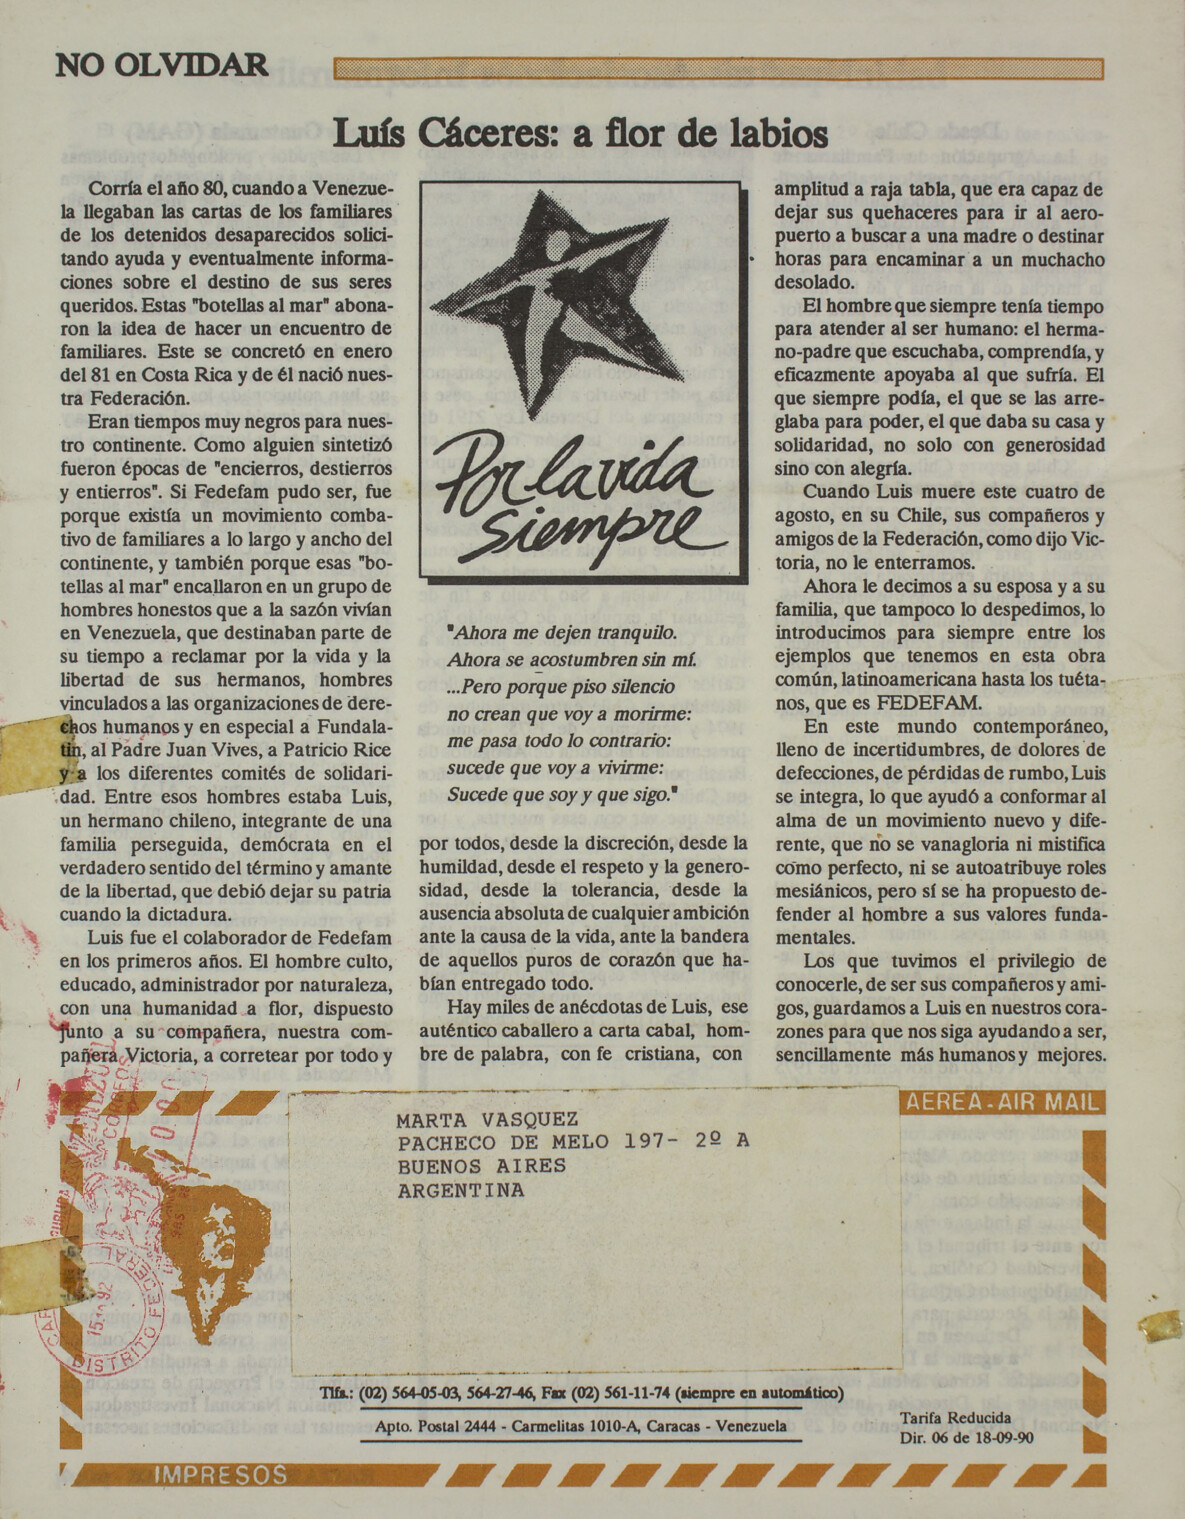 NO OLVIDAR
Luís Cáceres: a flor de labios
Corría el año 80, cuando a Venezue-
la llegaban las cartas de los familiares
de los detenidos desaparecidos solici-
tando ayuda y eventualmente informa-
ciones sobre el destino de sus seres
queridos. Estas "botellas al mar" abona-
ron la idea de hacer un encuentro de
familiares. Este se concretó en enero
del 81 en Costa Rica y de él nació nues-
tra Federación.
Eran tiempos muy negros para nues-
tro continente. Como alguien sintetizó
fueron épocas de "encierros, destierros
y entierros". Si Fedefam pudo ser, fue
porque existía un movimiento comba-
tivo de familiares a lo largo y ancho del
continente, y también porque esas "bo-
tellas al mar" encallaron en un grupo de
hombres honestos que a la sazón vivían
en Venezuela, que destinaban parte de
su tiempo a reclamar por la vida y la
libertad de sus hermanos, hombres
vinculados a las organizaciones de dere-
chos humanos y en especial a Fundala-
tin, al Padre Juan Vives, a Patricio Rice
y a los diferentes comités de solidari-
dad. Entre esos hombres estaba Luis,
un hermano chileno, integrante de una
familia perseguida, demócrata en el
verdadero sentido del término y amante
de la libertad, que debió dejar su patria
cuando la dictadura.
Luis fue el colaborador de Fedefam
en los primeros años. El hombre culto,
educado, administrador por naturaleza,
con una humanidad a flor, dispuesto
junto a su compañera, nuestra com-
pañera Victoria, a corretear por todo y
Por la vida
siempre
"Ahora me dejen tranquilo.
Ahora se acostumbren sin mí.
...Pero porque piso silencio
no crean que voy a morirme:
me pasa todo lo contrario:
sucede que voy a vivirme:
Sucede que soy y que sigo."
por todos, desde la discreción, desde la
humildad, desde el respeto y la genero-
sidad, desde la tolerancia, desde la
ausencia absoluta de cualquier ambición
ante la causa de la vida, ante la bandera
de aquellos puros de corazón que ha-
bían entregado todo.
Hay miles de anécdotas de Luis, ese
auténtico caballero a carta cabal, hom-
bre de palabra, con fe cristiana, con
amplitud a raja tabla, que era capaz de
dejar sus quehaceres para ir al aero-
puerto a buscar a una madre o destinar
horas para encaminar a un muchacho
desolado.
El hombre que siempre tenía tiempo
para atender al ser humano: el herma-
no-padre que escuchaba, comprendía, y
eficazmente apoyaba al que sufría. El
que siempre podía, el que se las arre-
glaba para poder, el que daba su casa y
solidaridad, no solo con generosidad
sino con alegría.
Cuando Luis muere este cuatro de
agosto, en su Chile, sus compañeros y
amigos de la Federación, como dijo Vic-
toria, no le enterramos.
Ahora le decimos a su esposa y a su
familia, que tampoco lo despedimos, lo
introducimos para siempre entre los
ejemplos que tenemos en esta obra
común, latinoamericana hasta los tuéta-
nos, que es FEDEFAM.
En este mundo contemporáneo,
lleno de incertidumbres, de dolores de
defecciones, de pérdidas de rumbo, Luis
se integra, lo que ayudó a conformar al
alma de un movimiento nuevo y dife-
rente, que no se vanagloria ni mistifica
como perfecto, ni se autoatribuye roles
mesiánicos, pero sí se ha propuesto de-
fender al hombre a sus valores funda-
mentales.
Los que tuvimos el privilegio de
conocerle, de ser sus compañeros y ami-
gos, guardamos a Luis en nuestros cora-
zones para que nos siga ayudando a ser,
sencillamente más humanos y mejores.
AEREA-AIR MAIL
MARTA VASQUEZ
PACHECO DE MELO 197- 2º A
BUENOS AIRES
ARGENTINA
CORREOS
DISTRITO FEDERAL
Tlfs.: (02) 564-05-03, 564-27-46, Fax (02) 561-11-74 (siempre en automático)
Apto. Postal 2444 - Carmelitas 1010-A, Caracas - Venezuela
Tarifa Reducida
Dir. 06 de 18-09-90
IMPRESOS